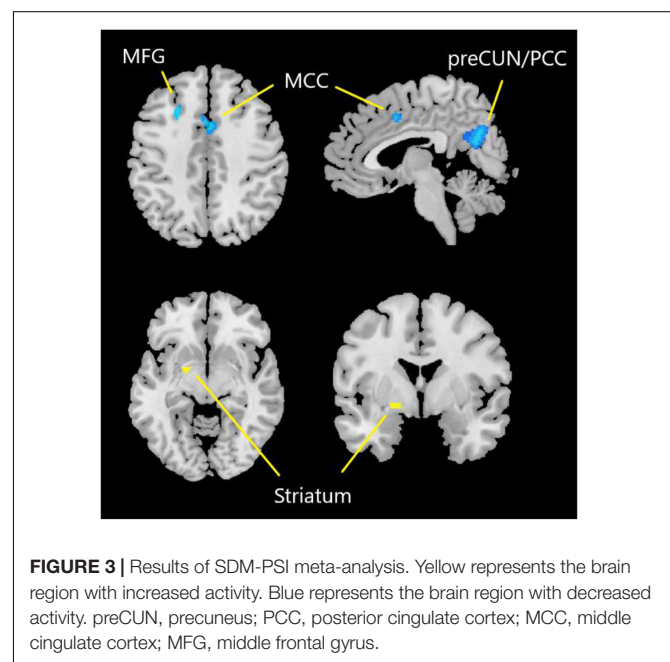 MFG
MCC
preCUN/PCC
Striatum
FIGURE 3 | Results of SDM-PSI meta-analysis. Yellow represents the brain
region with increased activity. Blue represents the brain region with decreased
activity. preCUN, precuneus; PCC, posterior cingulate cortex; MCC, middle
cingulate cortex; MFG, middle frontal gyrus.